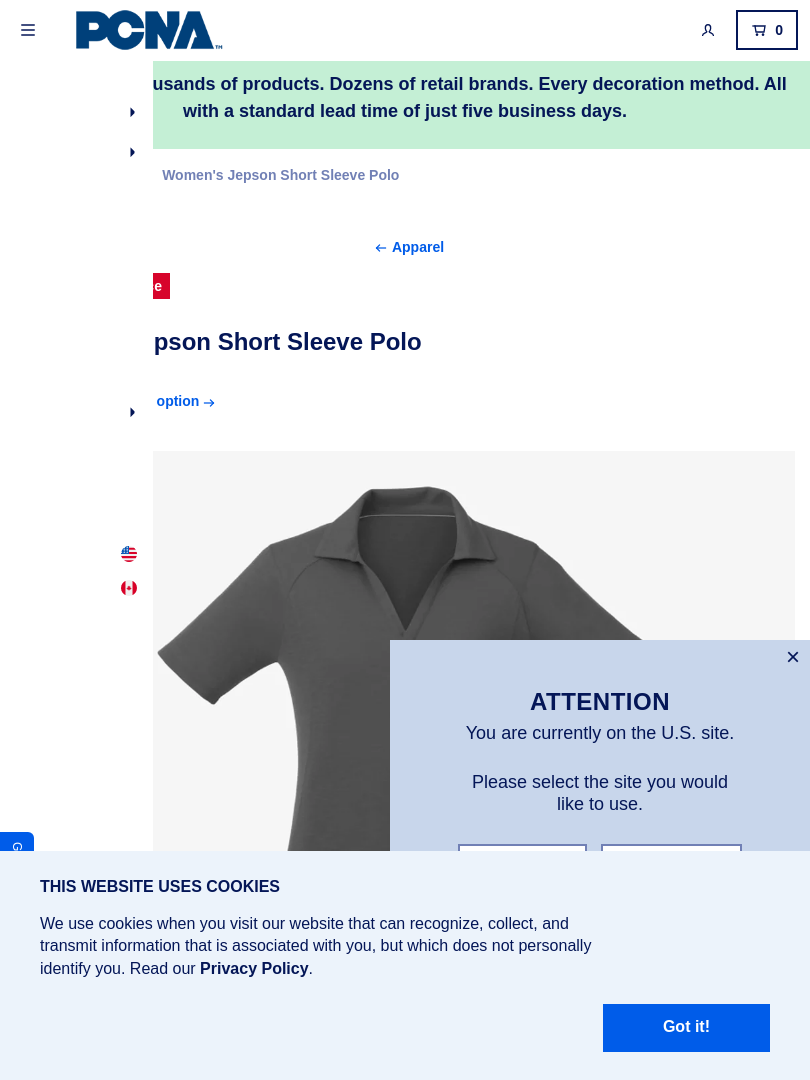 PCNA™
0
usands of products. Dozens of retail brands. Every decoration method. All
with a standard lead time of just five business days.
Women's Jepson Short Sleeve Polo
← Apparel
e
pson Short Sleeve Polo
option →
ATTENTION
You are currently on the U.S. site.
Please select the site you would
like to use.
G
THIS WEBSITE USES COOKIES
We use cookies when you visit our website that can recognize, collect, and
transmit information that is associated with you, but which does not personally
identify you. Read our Privacy Policy.
Got it!